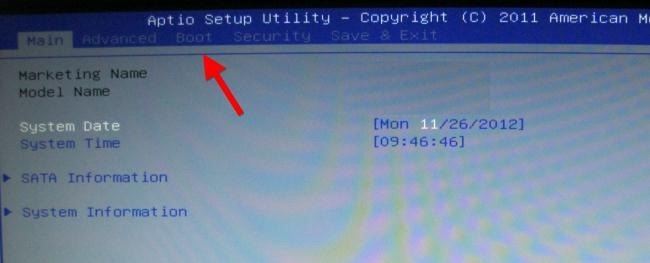 Aptio Setup Utility – Copyright (C) 2011 American
Main Advanced Boot Security Save & Exit
Marketing Name
Model Name
System Date [Mon 11/26/2012]
System Time [09:46:46]
▶ SATA Information
▶ System Information